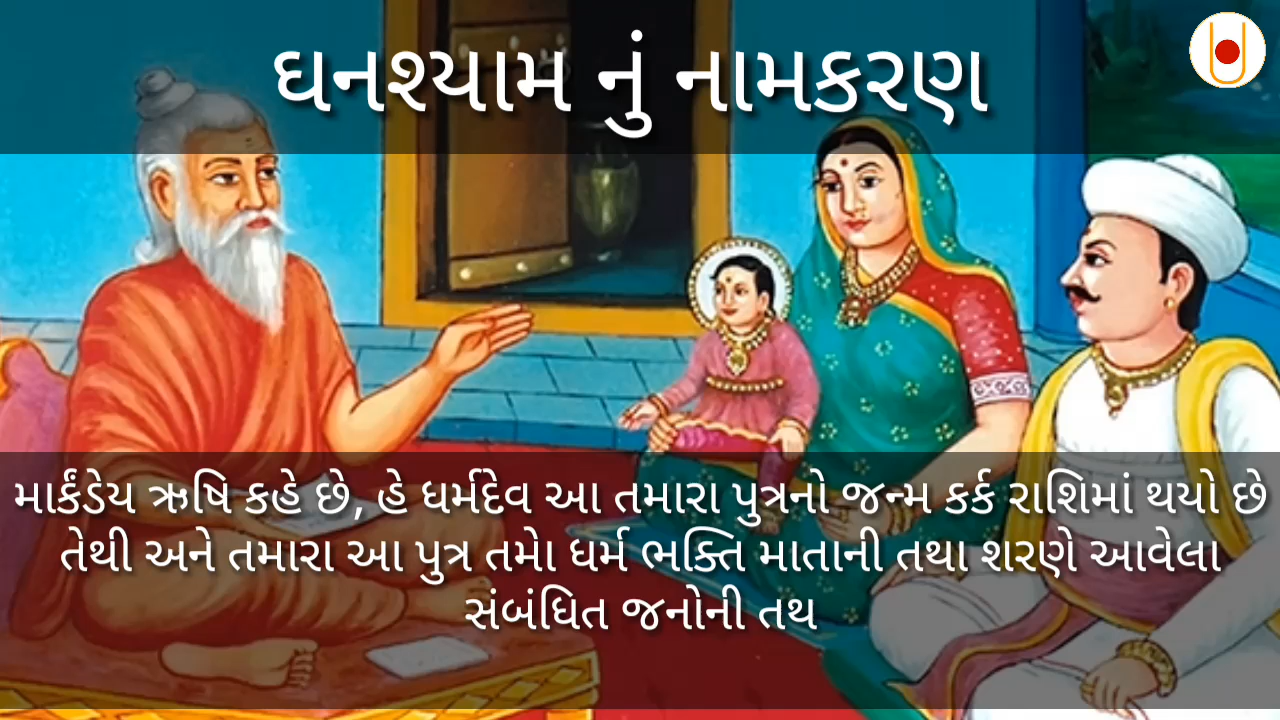 ઘનશ્યામ નું નામકરણ
માર્કંડેય ઋષિ કહે છે, હે ધર્મદેવ આ તમારા પુત્રનો જન્મ કર્ક રાશિમાં થયો છે
તેથી અને તમારા આ પુત્ર તમેા ધર્મ ભક્તિ માતાની તથા શરણે આવેલા
સંબંધિત જનોની તથ